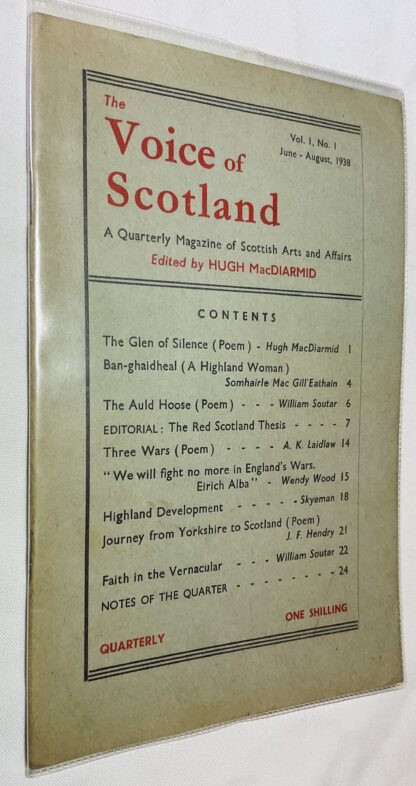 The
Voice of
Scotland
Vol. 1, No. 1
June - August, 1938
A Quarterly Magazine of Scottish Arts and Affairs
Edited by HUGH MacDIARMID
CONTENTS
The Glen of Silence (Poem) - Hugh MacDiarmid 1
Ban-ghaidheal (A Highland Woman)
Somhairle Mac Gill'Eathain 4
The Auld Hoose (Poem) - - - William Soutar 6
EDITORIAL: The Red Scotland Thesis - - - - 7
Three Wars (Poem) - - - - A. K. Laidlaw 14
"We will fight no more in England's Wars.
Eirich Alba" - Wendy Wood 15
Highland Development - - - - - Skyeman 18
Journey from Yorkshire to Scotland (Poem)
J. F. Hendry 21
Faith in the Vernacular - - - William Soutar 22
NOTES OF THE QUARTER - - - - - - - - 24
QUARTERLY
ONE SHILLING